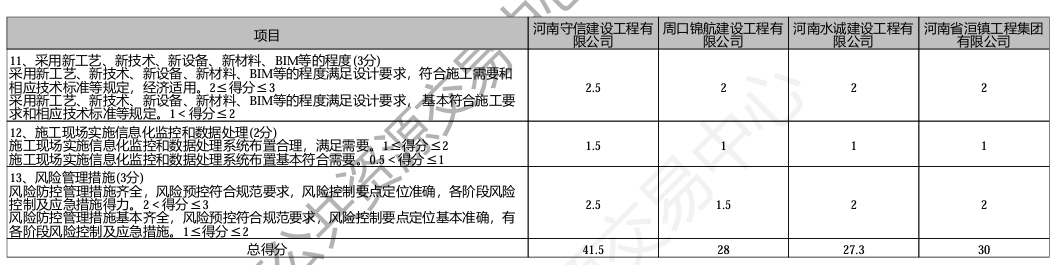 项目
河南守信建设工程有
限公司
周口锦航建设工程有
限公司
河南水诚建设工程有
限公司
河南省洹镇工程集团
有限公司
11、采用新工艺、新技术、新设备、新材料、BIM等的程度(3分)
采用新工艺、新技术、新设备、新材料、BIM等的程度满足设计要求，符合施工需要和
相应技术标准等规定，经济适用。2≤得分≤3
采用新工艺、新技术、新设备、新材料、BIM等的程度满足设计要求，基本符合施工要
求和相应技术标准等规定。1＜得分≤2
2.5
2
2
2
12、施工现场实施信息化监控和数据处理(2分)
施工现场实施信息化监控和数据处理系统布置合理，满足需要。1≤得分≤2
施工现场实施信息化监控和数据处理系统布置基本符合需要。0.5＜得分≤1
1.5
1
1
1
13、风险管理措施(3分)
风险防控管理措施齐全，风险预控符合规范要求，风险控制要点定位准确，各阶段风险
控制及应急措施得力。2＜得分≤3
风险防控管理措施基本齐全，风险预控符合规范要求，风险控制要点定位基本准确，有
各阶段风险控制及应急措施。1≤得分≤2
2.5
1.5
2
2
总得分
41.5
28
27.3
30
公共资源交易中心
交易中心